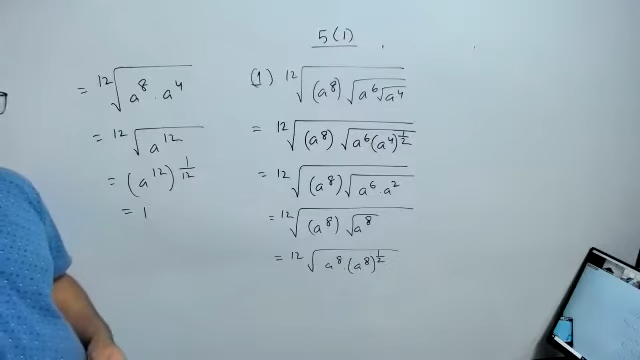 5(1)
(1) ¹²√((a⁸) √(a⁶√(a⁴)))
= ¹²√((a⁸) √(a⁶(a⁴)^(1/2)))
= ¹²√((a⁸) √(a⁶·a²))
= ¹²√((a⁸) √(a⁸))
= ¹²√(a⁸·(a⁸)^(1/2))
= ¹²√(a⁸·a⁴)
= ¹²√(a¹²)
= (a¹²)^(1/12)
= 1